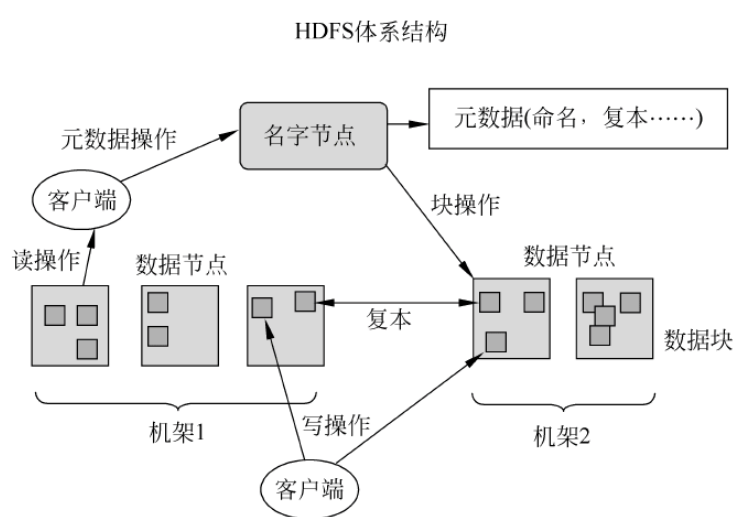 HDFS体系结构
元数据(命名，复本……)
名字节点
元数据操作
客户端
块操作
读操作
数据节点
数据节点
复本
数据块
写操作
机架1
机架2
客户端